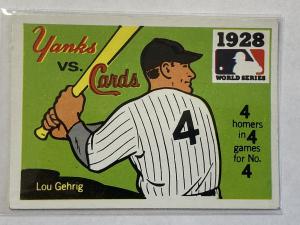 Yanks
vs.
Cards
1928
WORLD SERIES
4
homers
in 4
games
for No.
4
4
Lou Gehrig